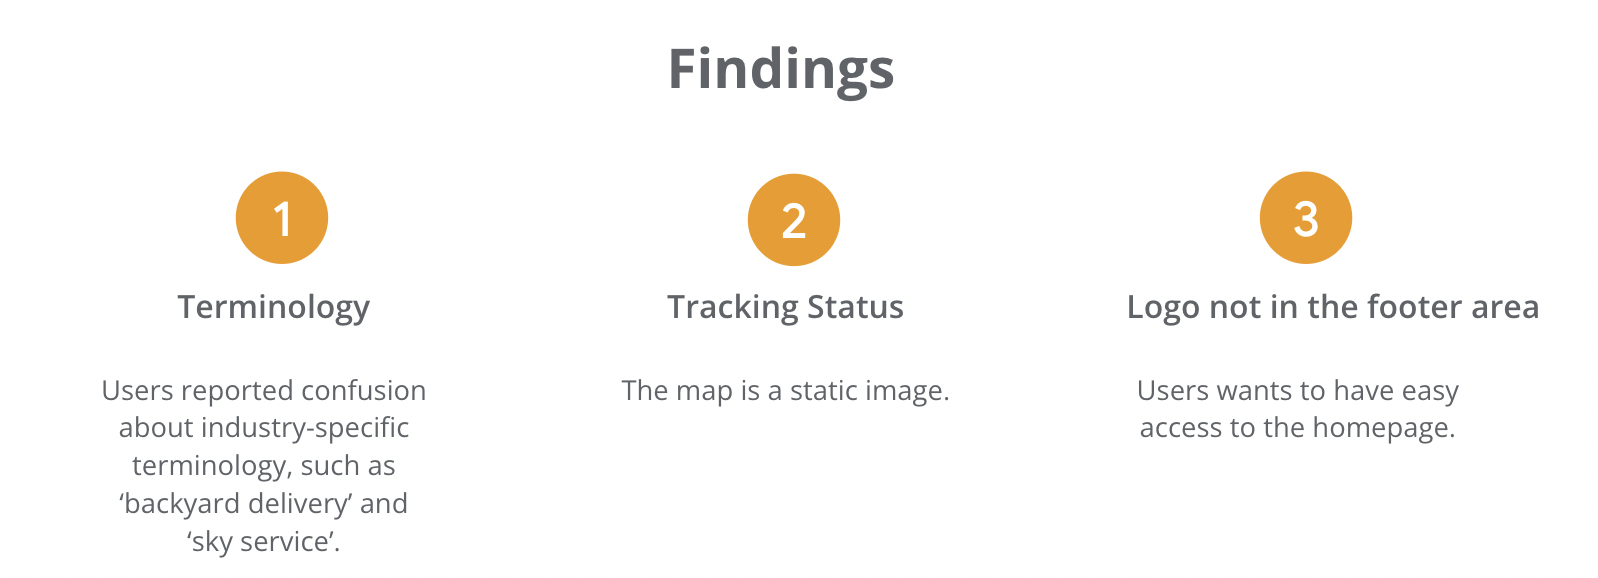 Findings
1
Terminology
Users reported confusion
about industry-specific
terminology, such as
‘backyard delivery’ and
‘sky service’.
2
Tracking Status
The map is a static image.
3
Logo not in the footer area
Users wants to have easy
access to the homepage.